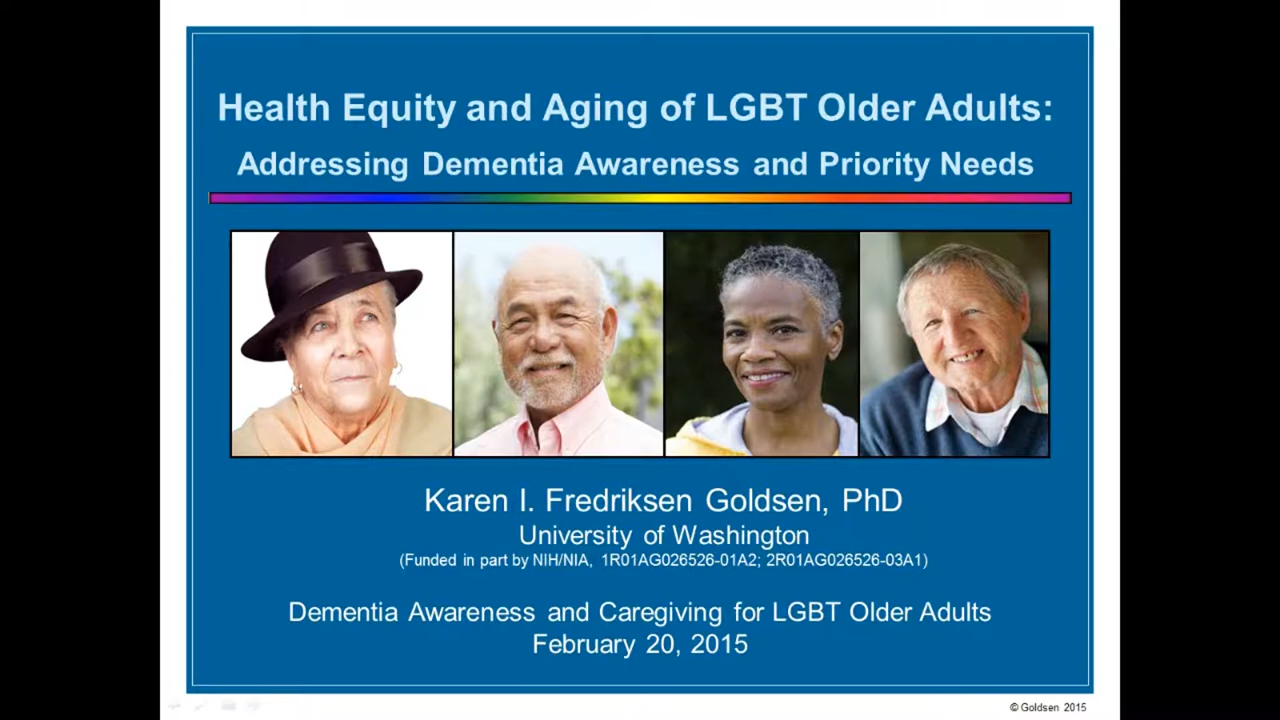 Health Equity and Aging of LGBT Older Adults:
Addressing Dementia Awareness and Priority Needs
Karen I. Fredriksen Goldsen, PhD
University of Washington
(Funded in part by NIH/NIA, 1R01AG026526-01A2; 2R01AG026526-03A1)
Dementia Awareness and Caregiving for LGBT Older Adults
February 20, 2015
© Goldsen 2015